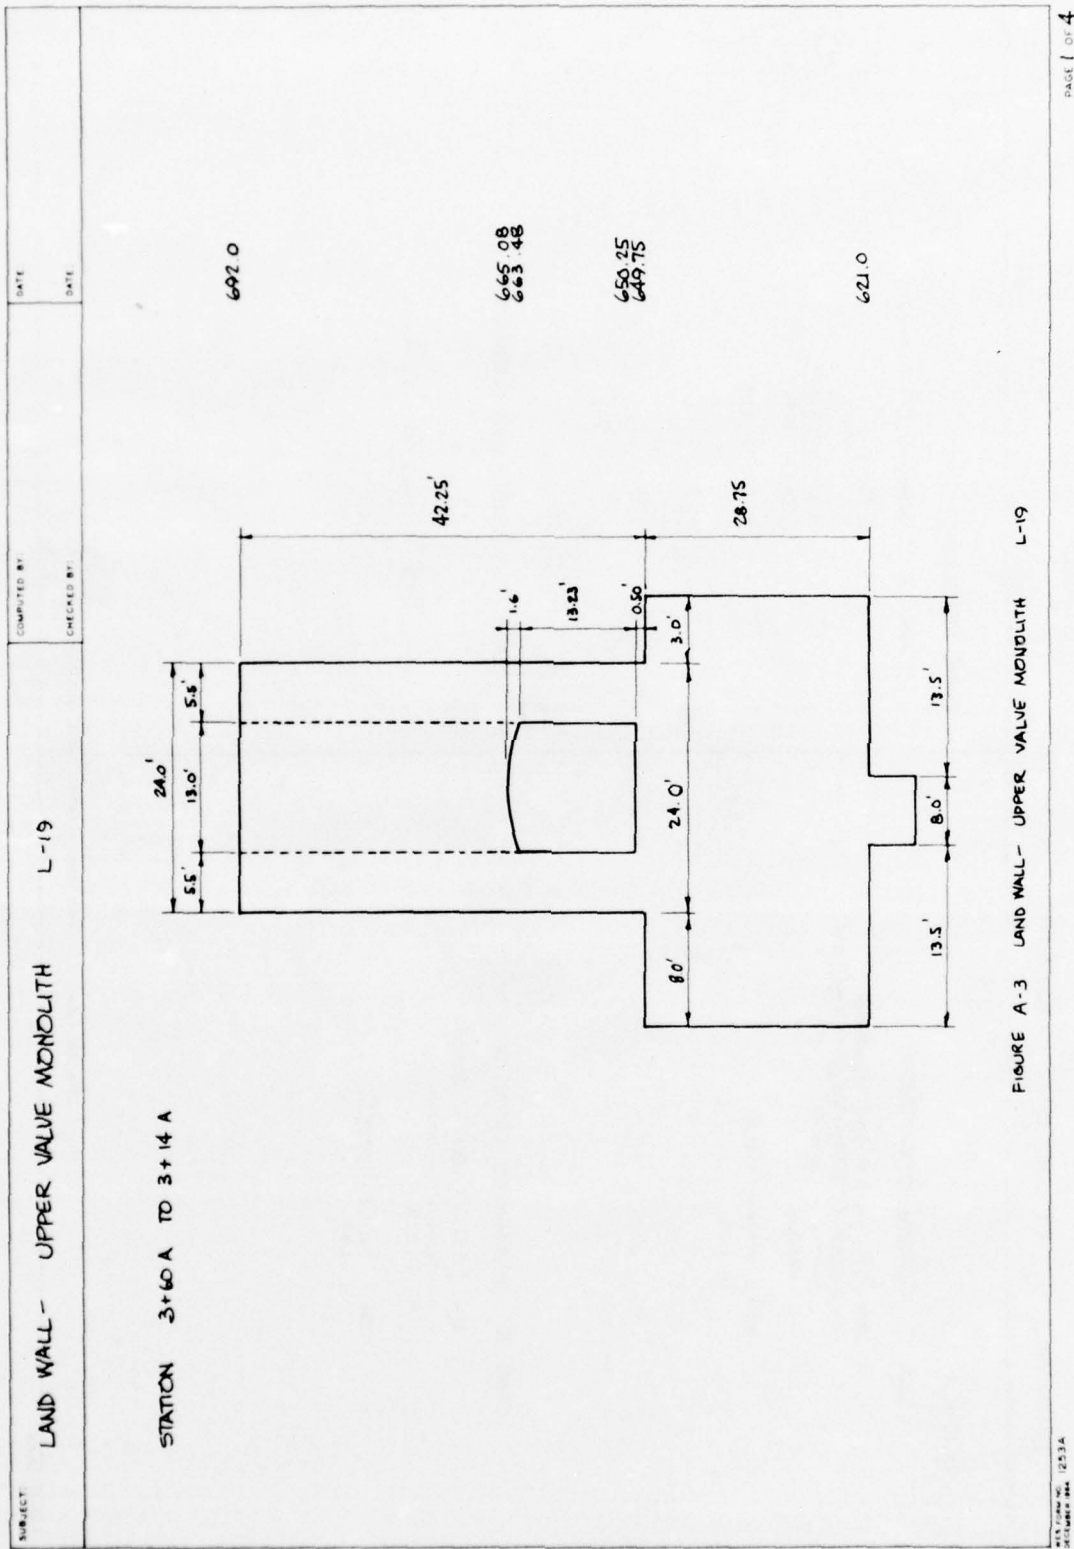 SUBJECT:
LAND WALL - UPPER VALVE MONOLITH L-19
COMPUTED BY:
DATE:
CHECKED BY:
DATE:
STATION 3+60 A TO 3+14 A
24.0'
5.5' 13.0' 5.5'
692.0
42.25'
665.08
663.48
1.6'
13.23'
0.50'
650.25
649.75
8.0' 24.0' 3.0'
28.75
621.0
13.5' 8.0' 13.5'
FIGURE A-3 LAND WALL - UPPER VALVE MONOLITH L-19
WES FORM NO. 1253A
PAGE 1 OF 4